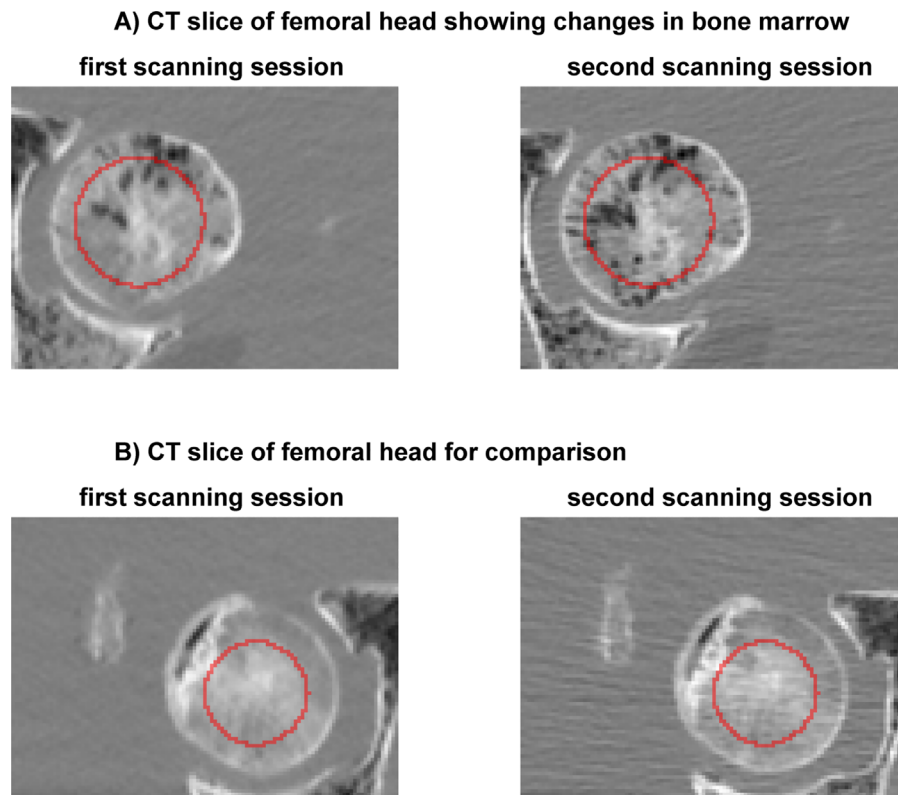 A) CT slice of femoral head showing changes in bone marrow
first scanning session
second scanning session
B) CT slice of femoral head for comparison
first scanning session
second scanning session